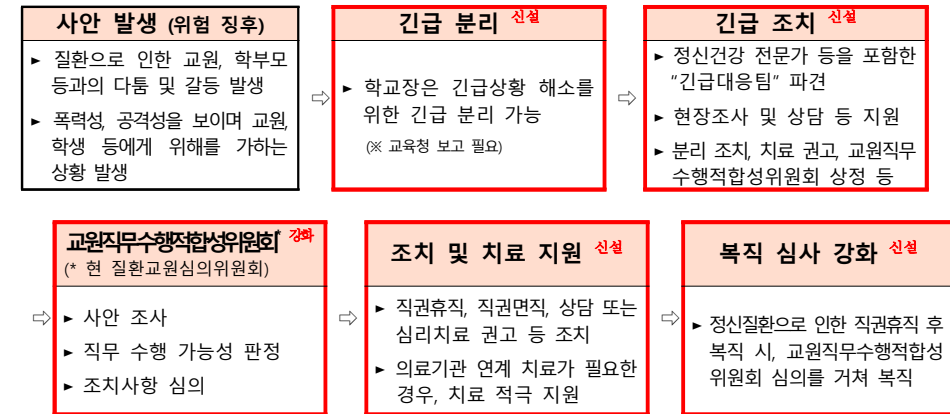 사안 발생 (위험 징후)
► 질환으로 인한 교원, 학부모
등과의 다툼 및 갈등 발생
► 폭력성, 공격성을 보이며 교원,
학생 등에게 위해를 가하는
상황 발생
⇨
긴급 분리 신설
► 학교장은 긴급상황 해소를
위한 긴급 분리 가능
(※ 교육청 보고 필요)
⇨
긴급 조치 신설
► 정신건강 전문가 등을 포함한
“긴급대응팀” 파견
► 현장조사 및 상담 등 지원
► 분리 조치, 치료 권고, 교원직무
수행적합성위원회 상정 등
⇨
교원직무수행적합성위원회* 강화
(* 현 질환교원심의위원회)
► 사안 조사
► 직무 수행 가능성 판정
► 조치사항 심의
⇨
조치 및 치료 지원 신설
► 직권휴직, 직권면직, 상담 또는
심리치료 권고 등 조치
► 의료기관 연계 치료가 필요한
경우, 치료 적극 지원
⇨
복직 심사 강화 신설
► 정신질환으로 인한 직권휴직 후
복직 시, 교원직무수행적합성
위원회 심의를 거쳐 복직